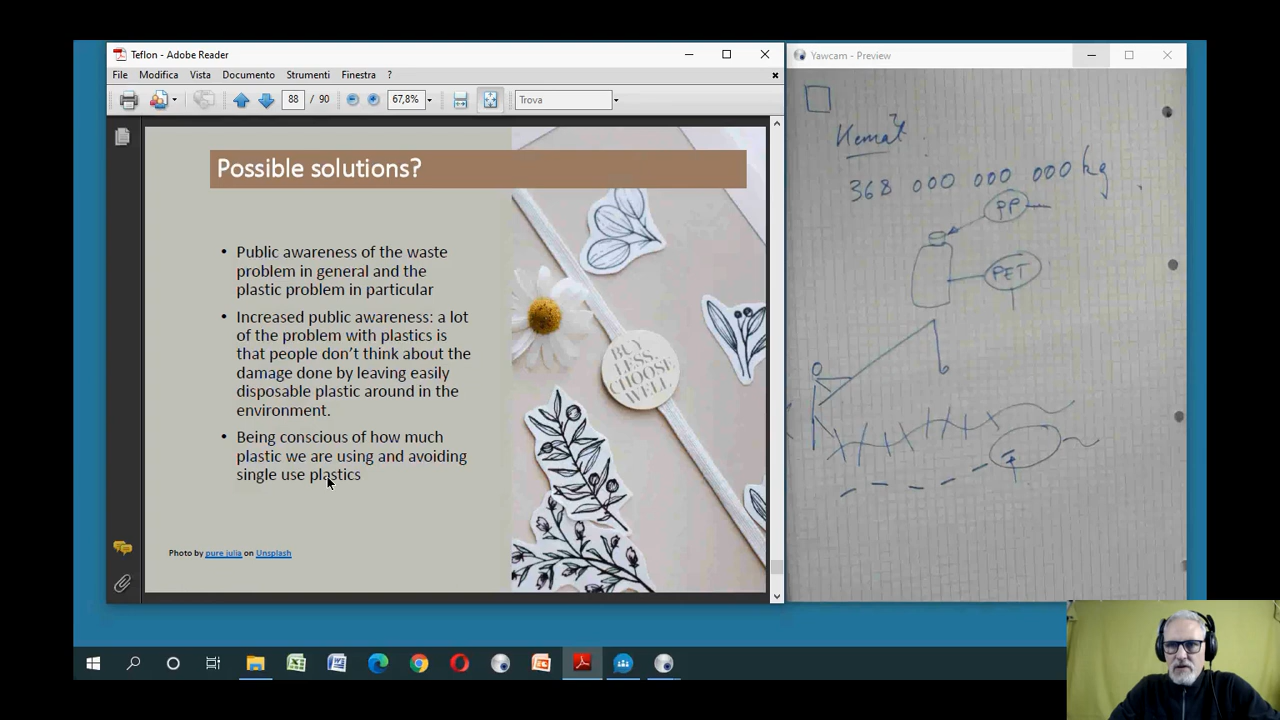 Teflon - Adobe Reader
File Modifica Vista Documento Strumenti Finestra ?
88 / 90 67,8% Trova
Possible solutions?
• Public awareness of the waste
problem in general and the
plastic problem in particular
• Increased public awareness: a lot
of the problem with plastics is
that people don't think about the
damage done by leaving easily
disposable plastic around in the
environment.
• Being conscious of how much
plastic we are using and avoiding
single use plastics
Photo by pure julia on Unsplash
BUY
LESS,
CHOOSE
WELL.
Yawcam - Preview
368 000 000 000 kg
PP
PET